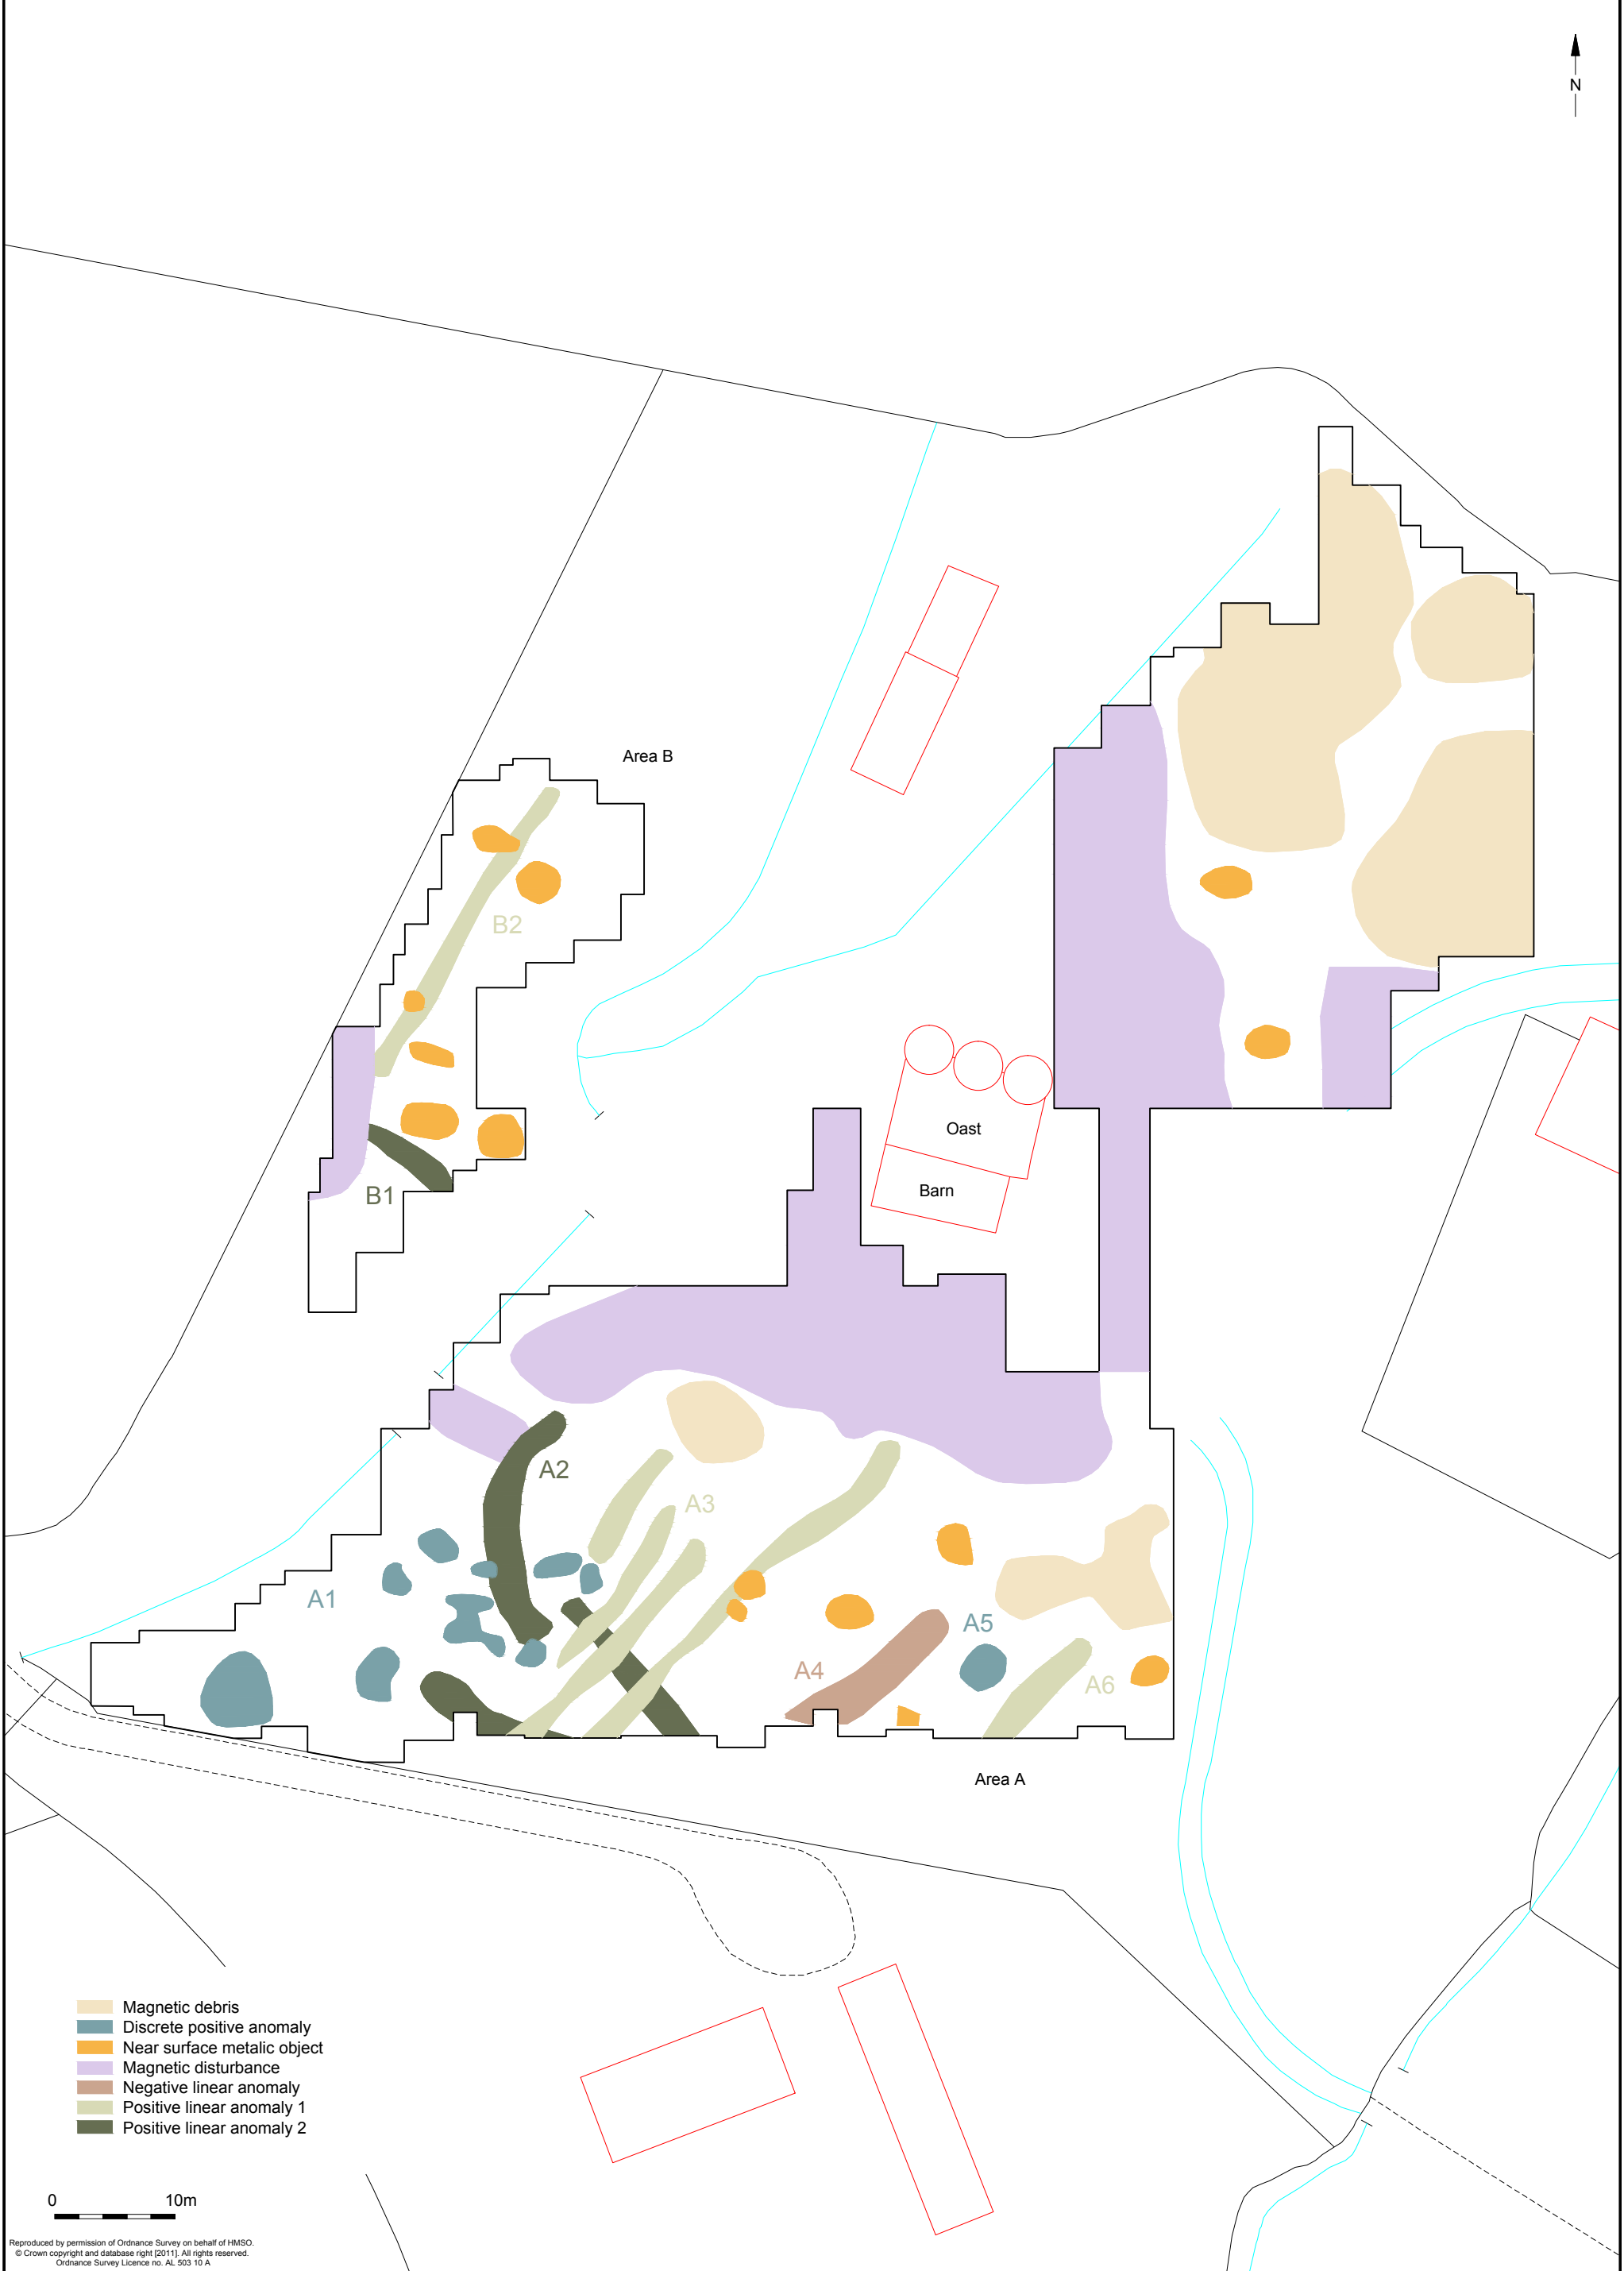 N
Area B
B2
Oast
Barn
B1
A2
A3
A1
A5
A4
A6
Area A
Magnetic debris
Discrete positive anomaly
Near surface metalic object
Magnetic disturbance
Negative linear anomaly
Positive linear anomaly 1
Positive linear anomaly 2
0 10m
Reproduced by permission of Ordnance Survey on behalf of HMSO.
© Crown copyright and database right [2011]. All rights reserved.
Ordnance Survey Licence no. AL 503 10 A